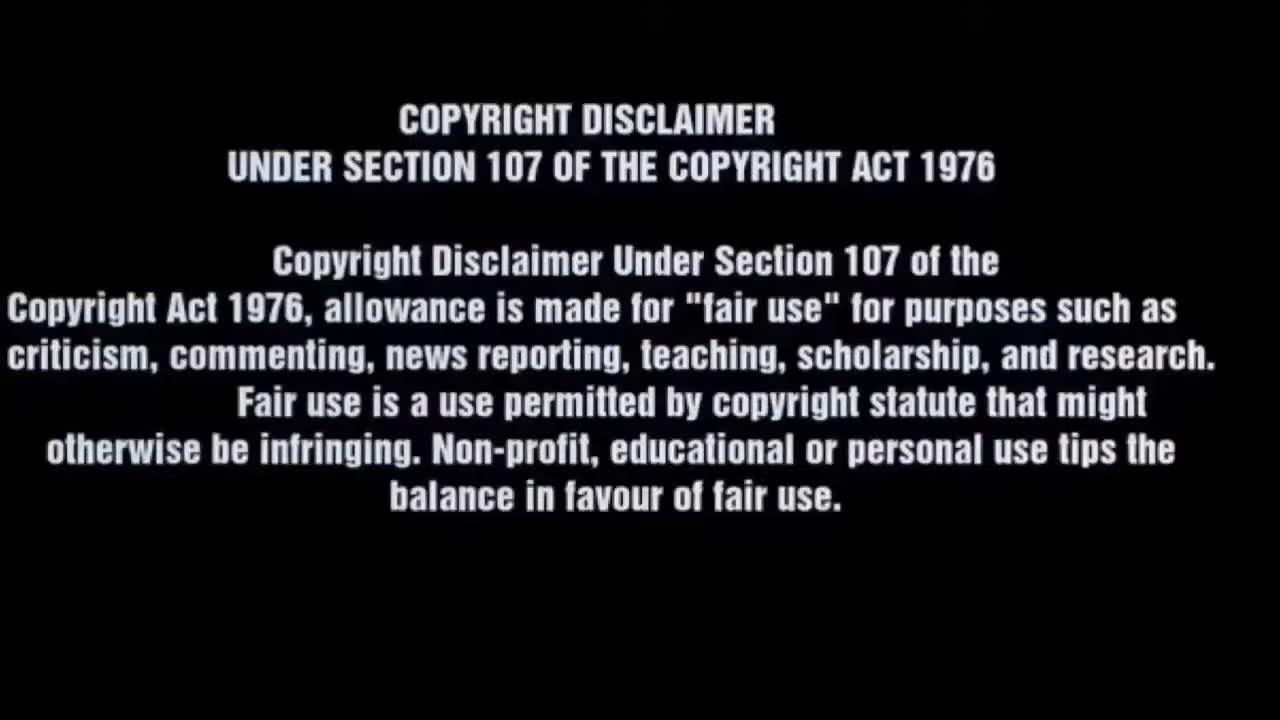 COPYRIGHT DISCLAIMER
UNDER SECTION 107 OF THE COPYRIGHT ACT 1976
Copyright Disclaimer Under Section 107 of the
Copyright Act 1976, allowance is made for "fair use" for purposes such as
criticism, commenting, news reporting, teaching, scholarship, and research.
Fair use is a use permitted by copyright statute that might
otherwise be infringing. Non-profit, educational or personal use tips the
balance in favour of fair use.